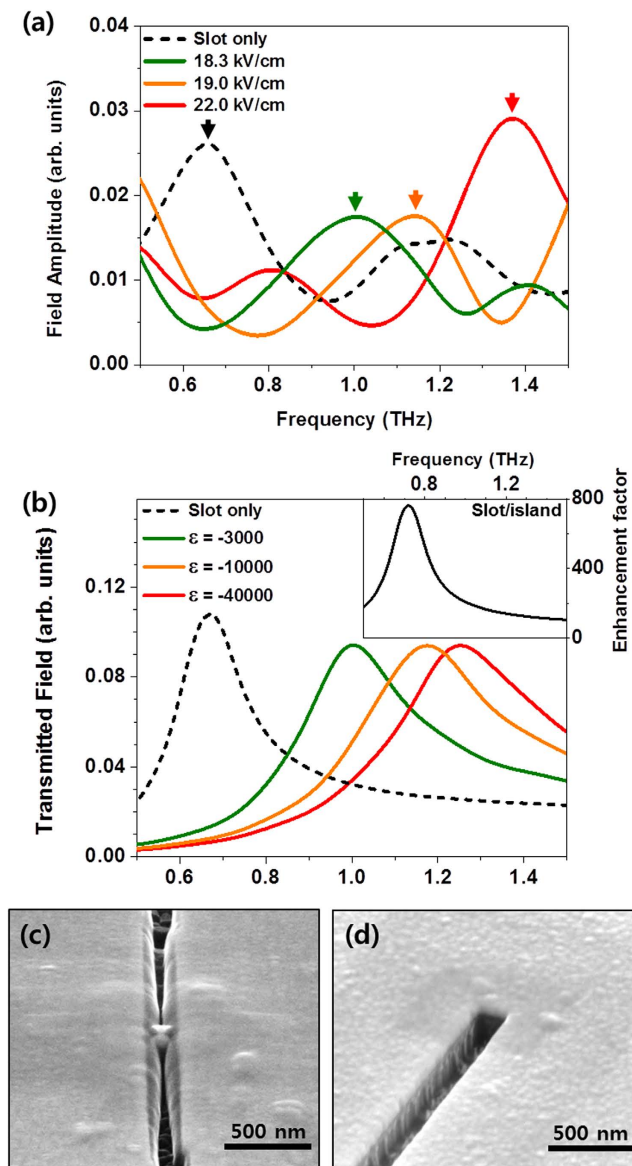 (a)
0.04
0.03
0.02
0.01
0.00
Field Amplitude (arb. units)
Slot only
18.3 kV/cm
19.0 kV/cm
22.0 kV/cm
0.6 0.8 1.0 1.2 1.4
Frequency (THz)
(b)
0.12
0.08
0.04
0.00
Transmitted Field (arb. units)
Slot only
ε = -3000
ε = -10000
ε = -40000
Frequency (THz)
0.8 1.2
Slot/island
800
400
0
Enhancement factor
0.6 0.8 1.0 1.2 1.4
(c)
500 nm
(d)
500 nm